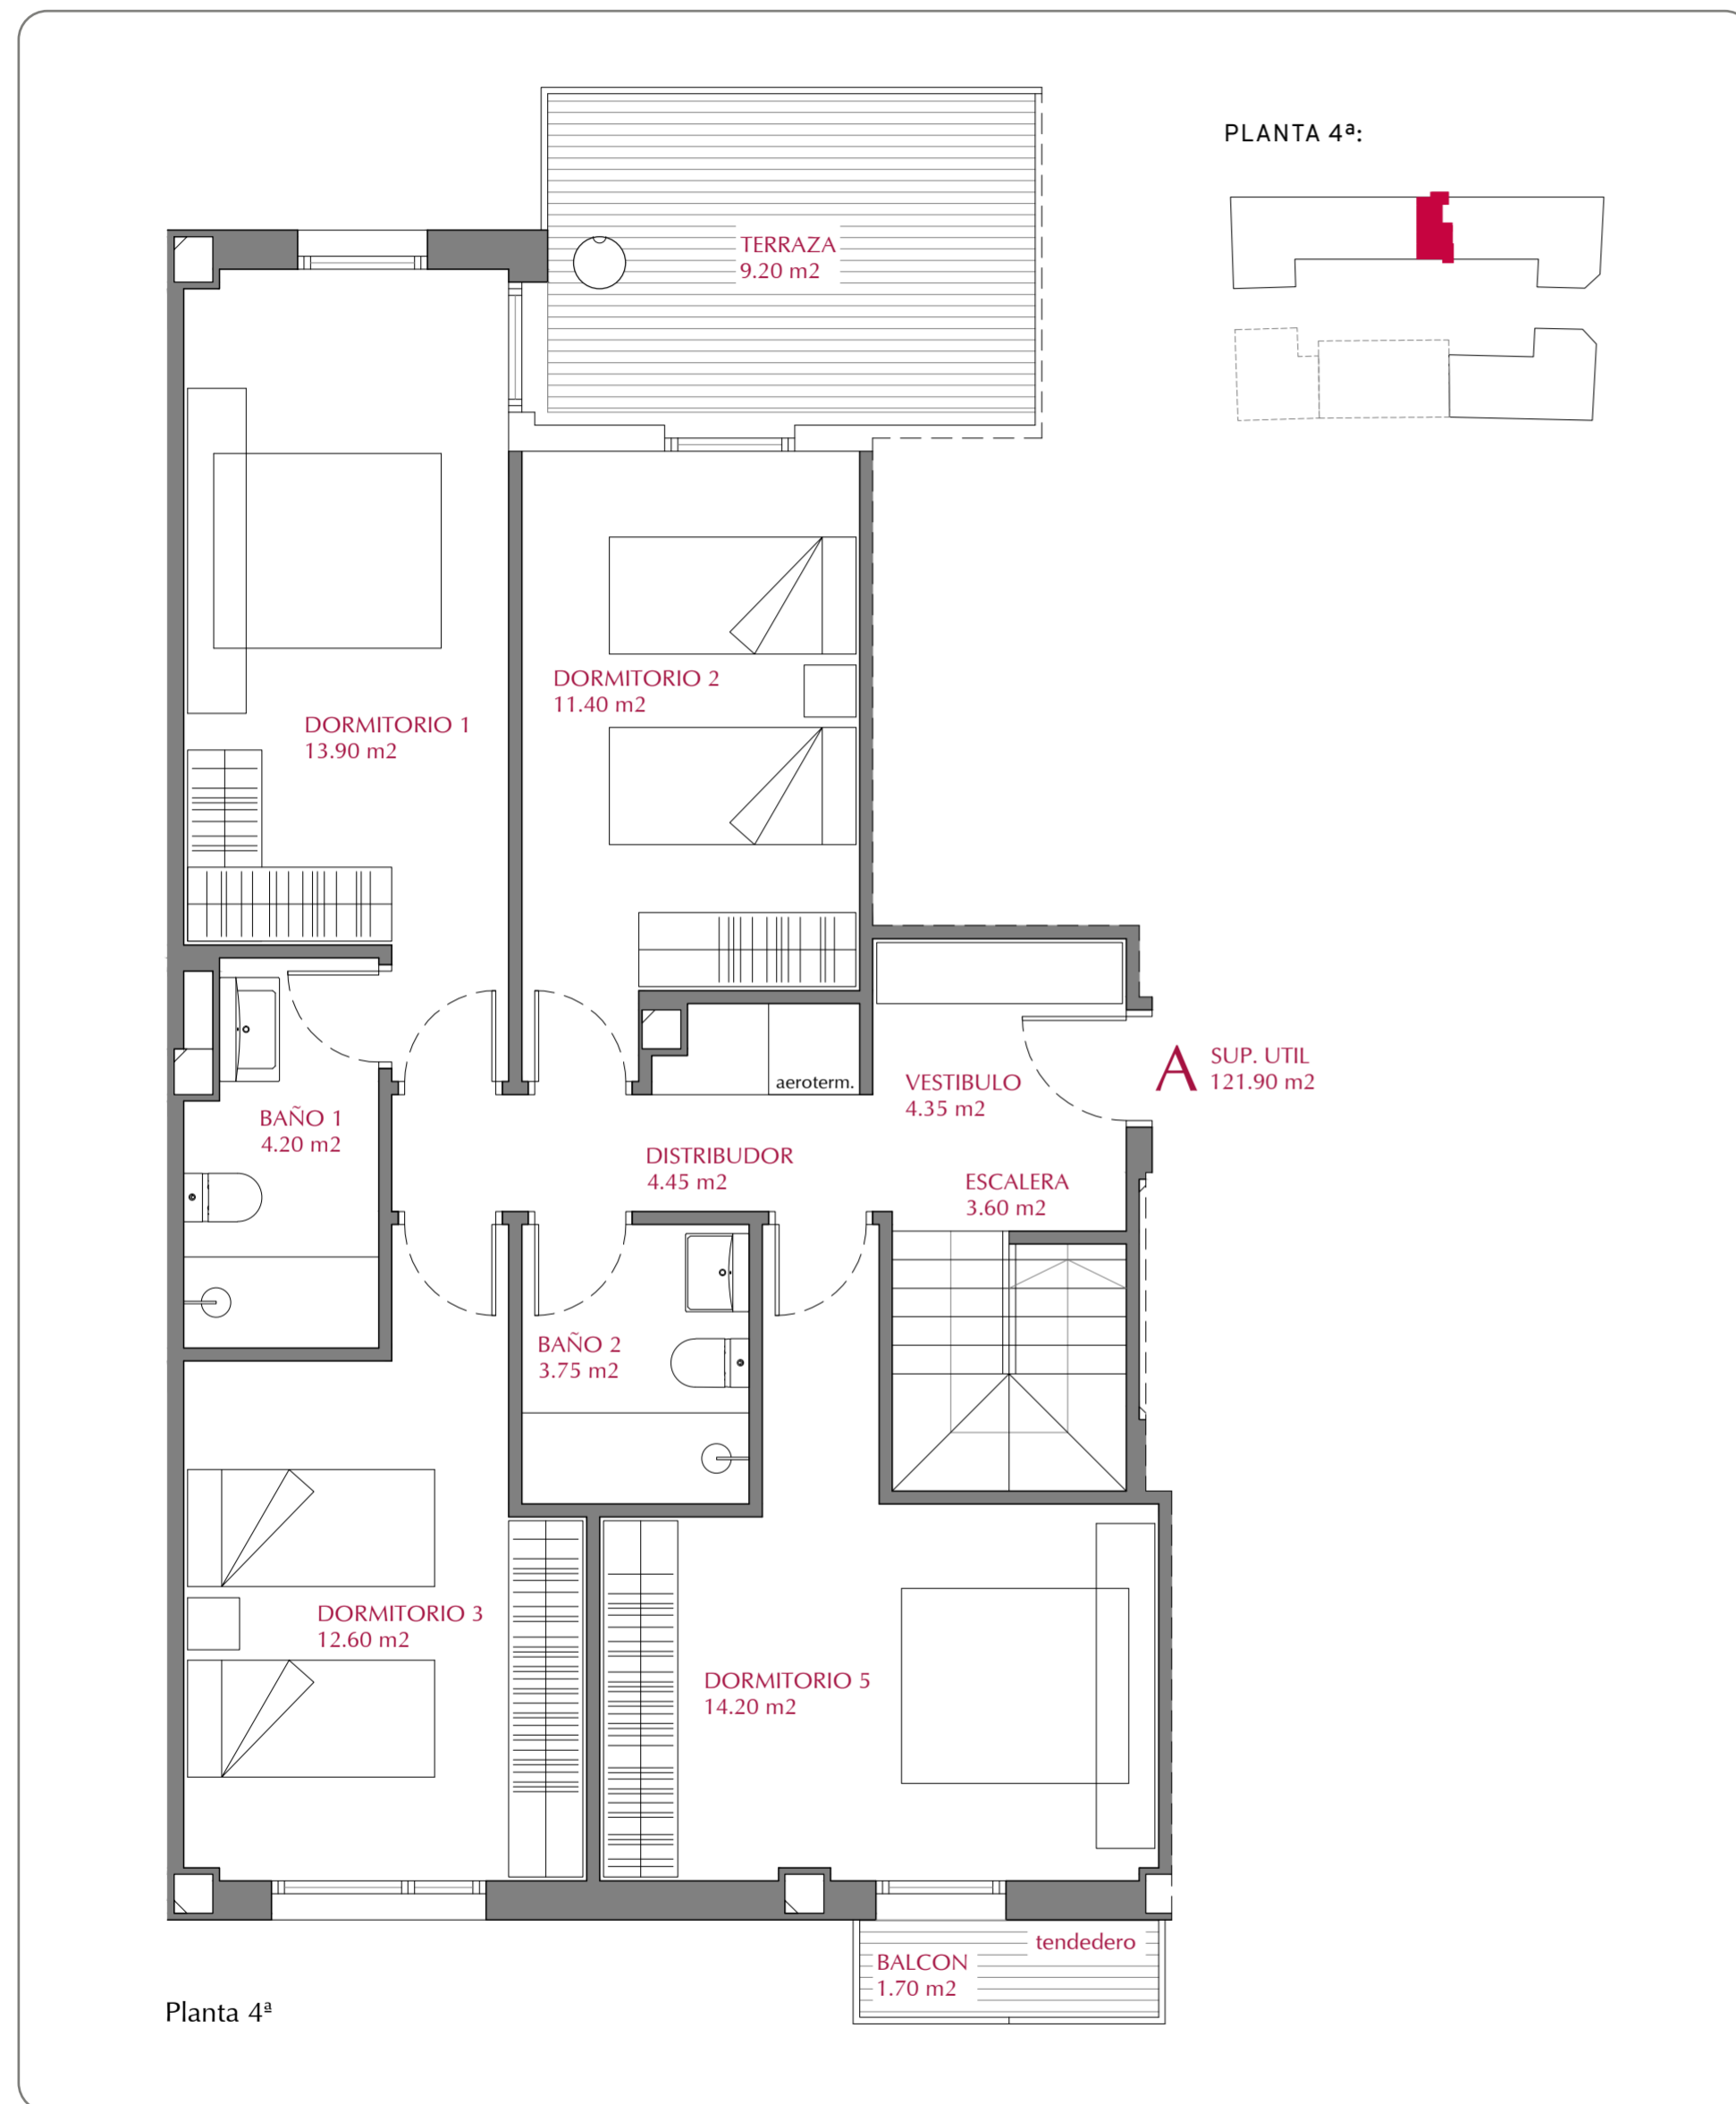 PLANTA 4ª:
TERRAZA
9.20 m2
DORMITORIO 2
11.40 m2
DORMITORIO 1
13.90 m2
aeroterm.
VESTIBULO
4.35 m2
A
SUP. UTIL
121.90 m2
BAÑO 1
4.20 m2
DISTRIBUDOR
4.45 m2
ESCALERA
3.60 m2
BAÑO 2
3.75 m2
DORMITORIO 3
12.60 m2
DORMITORIO 5
14.20 m2
tendedero
BALCON
1.70 m2
Planta 4ª